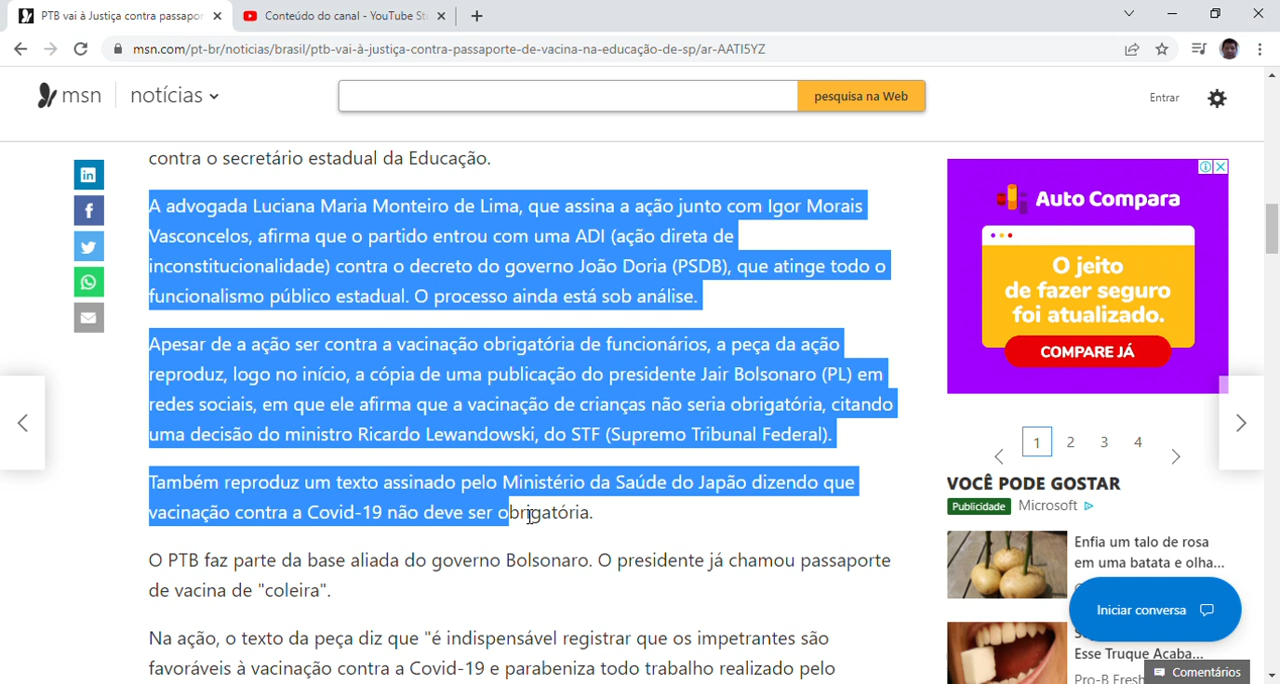 PTB vai à Justiça contra passapor
Conteúdo do canal - YouTube St
msn.com/pt-br/noticias/brasil/ptb-vai-à-justiça-contra-passaporte-de-vacina-na-educação-de-sp/ar-AATI5YZ
msn
notícias
pesquisa na Web
Entrar
contra o secretário estadual da Educação.
A advogada Luciana Maria Monteiro de Lima, que assina a ação junto com Igor Morais
Vasconcelos, afirma que o partido entrou com uma ADI (ação direta de
inconstitucionalidade) contra o decreto do governo João Doria (PSDB), que atinge todo o
funcionalismo público estadual. O processo ainda está sob análise.
Apesar de a ação ser contra a vacinação obrigatória de funcionários, a peça da ação
reproduz, logo no início, a cópia de uma publicação do presidente Jair Bolsonaro (PL) em
redes sociais, em que ele afirma que a vacinação de crianças não seria obrigatória, citando
uma decisão do ministro Ricardo Lewandowski, do STF (Supremo Tribunal Federal).
Também reproduz um texto assinado pelo Ministério da Saúde do Japão dizendo que
vacinação contra a Covid-19 não deve ser obrigatória.
O PTB faz parte da base aliada do governo Bolsonaro. O presidente já chamou passaporte
de vacina de "coleira".
Na ação, o texto da peça diz que "é indispensável registrar que os impetrantes são
favoráveis à vacinação contra a Covid-19 e parabeniza todo trabalho realizado pelo
Auto Compara
O jeito
de fazer seguro
foi atualizado.
COMPARE JÁ
1 2 3 4
VOCÊ PODE GOSTAR
Publicidade Microsoft
Enfia um talo de rosa
em uma batata e olha...
Iniciar conversa
Esse Truque Acaba...
Pro-B Fresh
Comentários